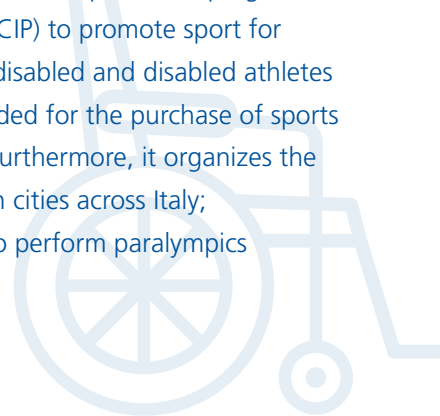 CIP) to promote sport for
disabled and disabled athletes
ded for the purchase of sports
urthermore, it organizes the
cities across Italy;
perform paralympics